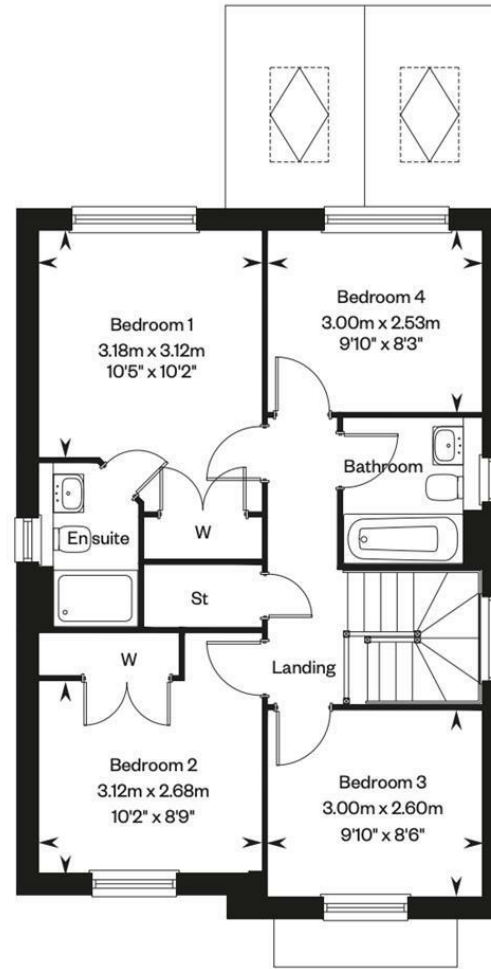 Bedroom 1
3.18m x 3.12m
10'5" x 10'2"
Bedroom 4
3.00m x 2.53m
9'10" x 8'3"
Bathroom
En suite
W
St
W
Landing
Bedroom 2
3.12m x 2.68m
10'2" x 8'9"
Bedroom 3
3.00m x 2.60m
9'10" x 8'6"